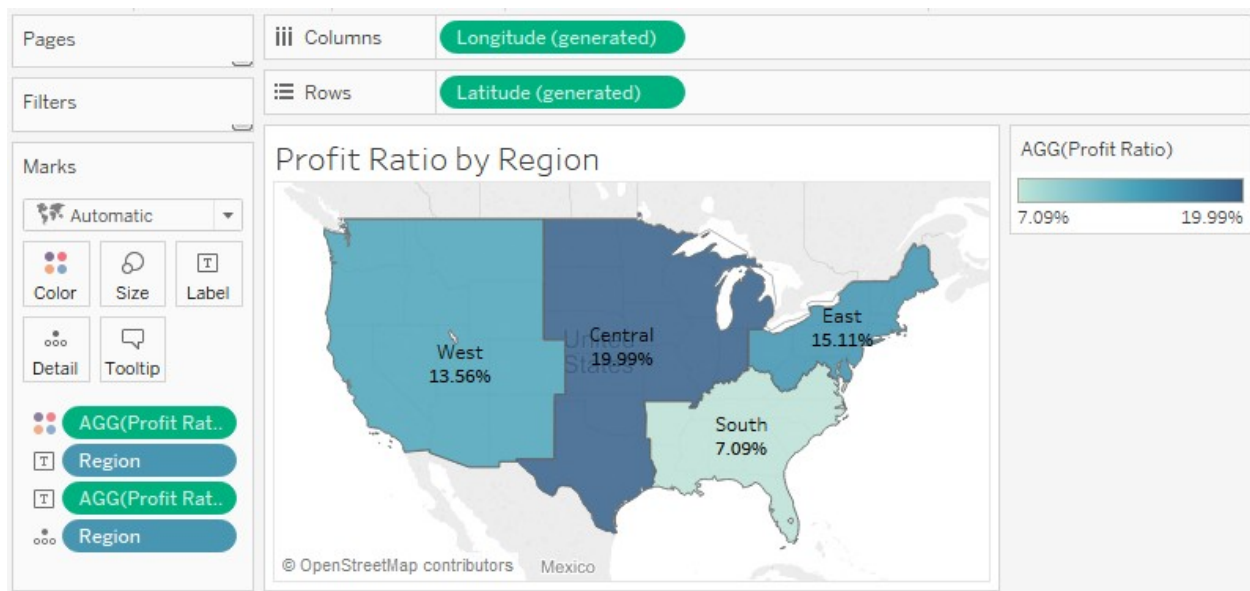 Pages
Columns
Longitude (generated)
Filters
Rows
Latitude (generated)
Marks
Automatic
Color
Size
T
Label
Detail
Tooltip
AGG(Profit Rat..
T
Region
T
AGG(Profit Rat..
Region
Profit Ratio by Region
West
13.56%
United
States
Central
19.99%
East
15.11%
South
7.09%
© OpenStreetMap contributors
Mexico
AGG(Profit Ratio)
7.09%
19.99%